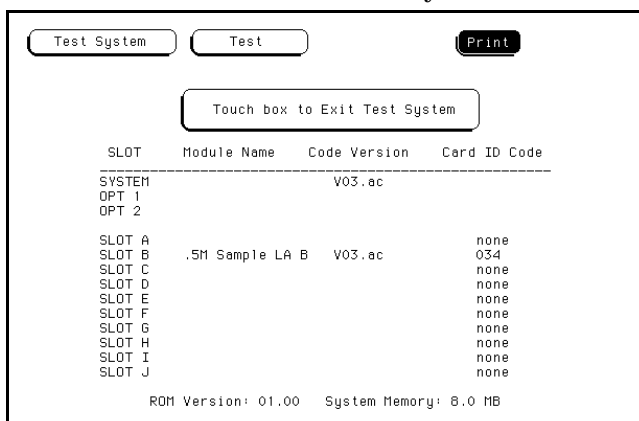 Test System Test Print
Touch box to Exit Test System
SLOT Module Name Code Version Card ID Code
SYSTEM V03.ac
OPT 1
OPT 2
SLOT A none
SLOT B .5M Sample LA B V03.ac 034
SLOT C none
SLOT D none
SLOT E none
SLOT F none
SLOT G none
SLOT H none
SLOT I none
SLOT J none
ROM Version: 01.00 System Memory: 8.0 MB